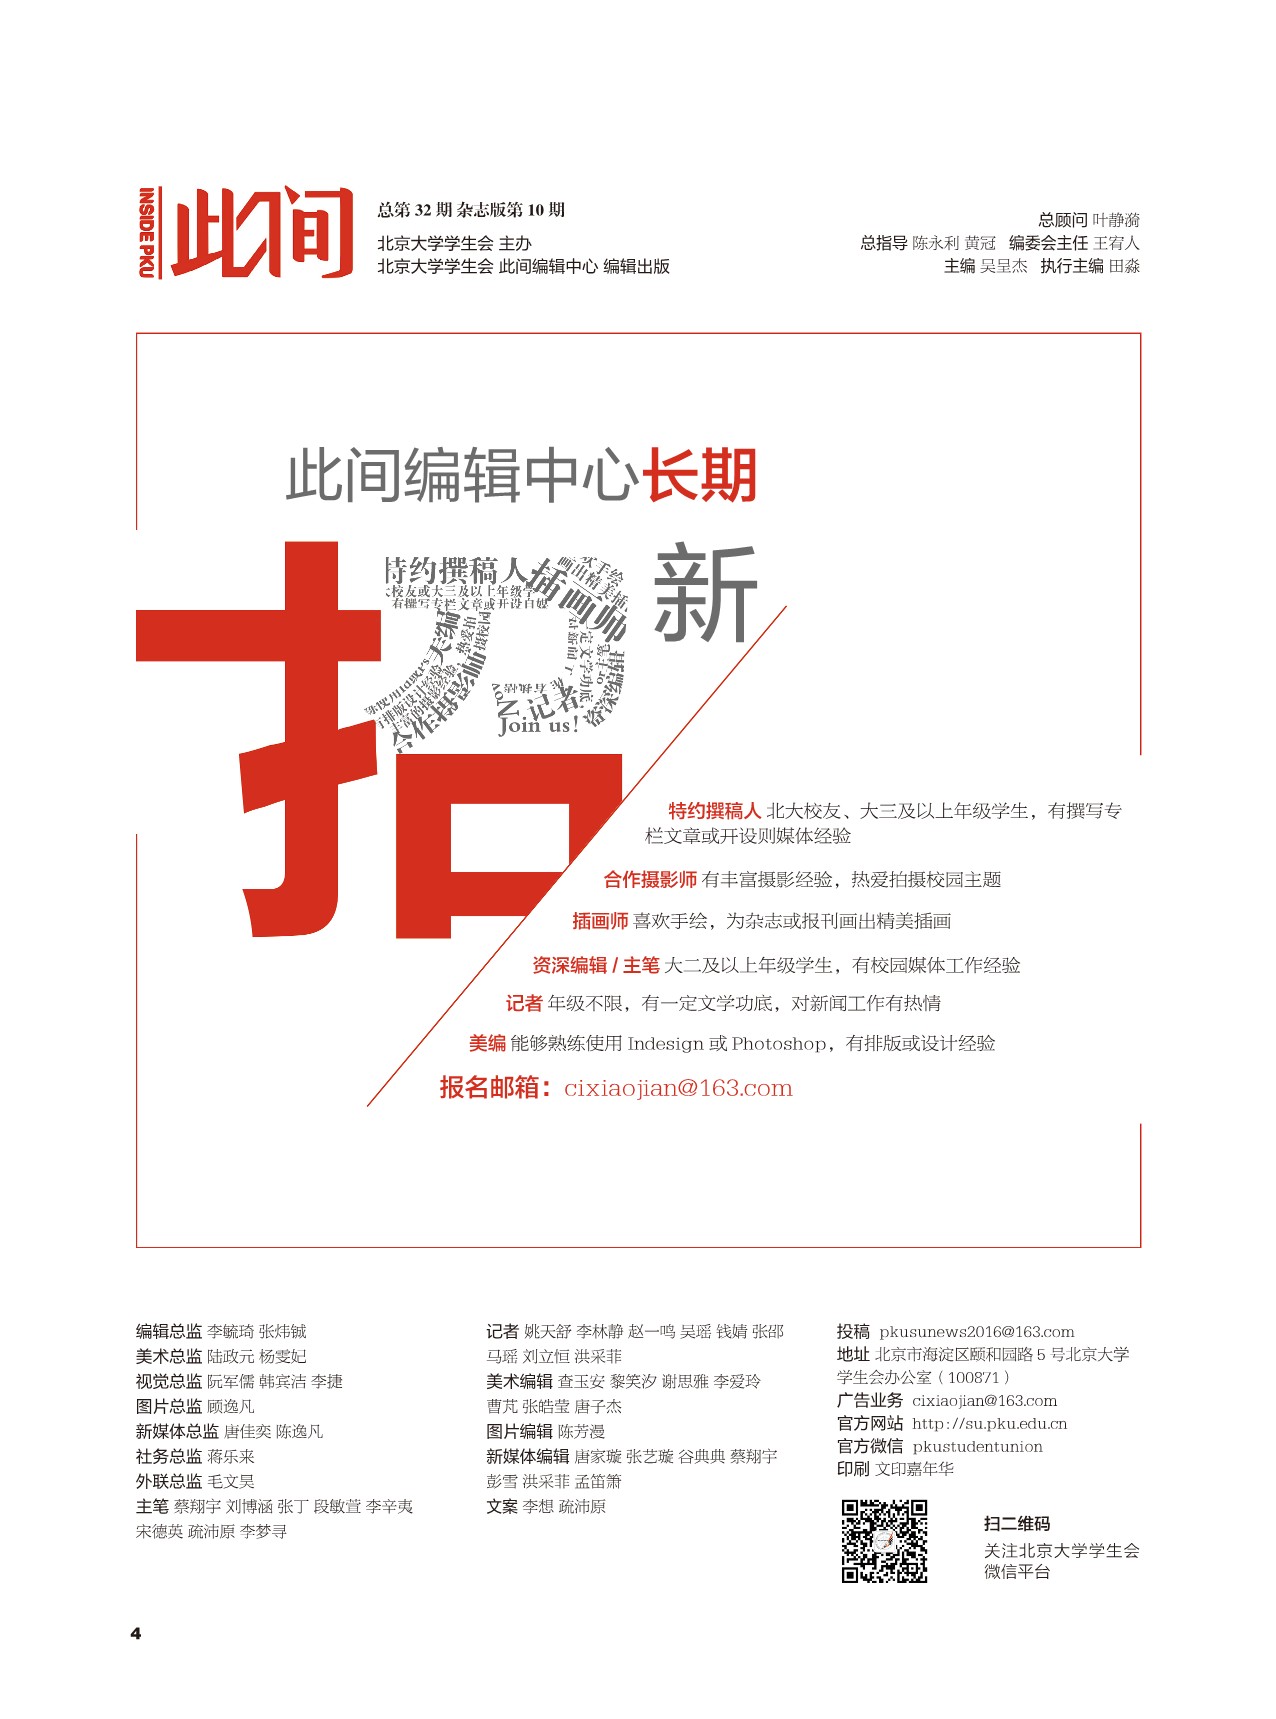 INSIDE PKU
此间
总第 32 期 杂志版第 10 期
北京大学学生会 主办
北京大学学生会 此间编辑中心 编辑出版
总顾问 叶静漪
总指导 陈永利 黄冠 编委会主任 王宥人
主编 吴呈杰 执行主编 田淼
此间编辑中心长期
招
新
特约撰稿人
插画师
美编
合作摄影师
记者
Join us!
特约撰稿人 北大校友、大三及以上年级学生，有撰写专
栏文章或开设则媒体经验
合作摄影师 有丰富摄影经验，热爱拍摄校园主题
插画师 喜欢手绘，为杂志或报刊画出精美插画
资深编辑 / 主笔 大二及以上年级学生，有校园媒体工作经验
记者 年级不限，有一定文学功底，对新闻工作有热情
美编 能够熟练使用 Indesign 或 Photoshop，有排版或设计经验
报名邮箱：cixiaojian@163.com
编辑总监 李毓琦 张炜铖
美术总监 陆政元 杨雯妃
视觉总监 阮军儒 韩宾洁 李捷
图片总监 顾逸凡
新媒体总监 唐佳奕 陈逸凡
社务总监 蒋乐来
外联总监 毛文昊
主笔 蔡翔宇 刘博涵 张丁 段敏萱 李辛夷
宋德英 疏沛原 李梦寻
记者 姚天舒 李林静 赵一鸣 吴瑶 钱婧 张邵
马瑶 刘立恒 洪采菲
美术编辑 查玉安 黎笑汐 谢思雅 李爱玲
曹芃 张皓莹 唐子杰
图片编辑 陈芳漫
新媒体编辑 唐家璇 张艺璇 谷典典 蔡翔宇
彭雪 洪采菲 孟笛箫
文案 李想 疏沛原
投稿 pkusunews2016@163.com
地址 北京市海淀区颐和园路 5 号北京大学
学生会办公室（100871）
广告业务 cixiaojian@163.com
官方网站 http://su.pku.edu.cn
官方微信 pkustudentunion
印刷 文印嘉年华
扫二维码
关注北京大学学生会
微信平台
4